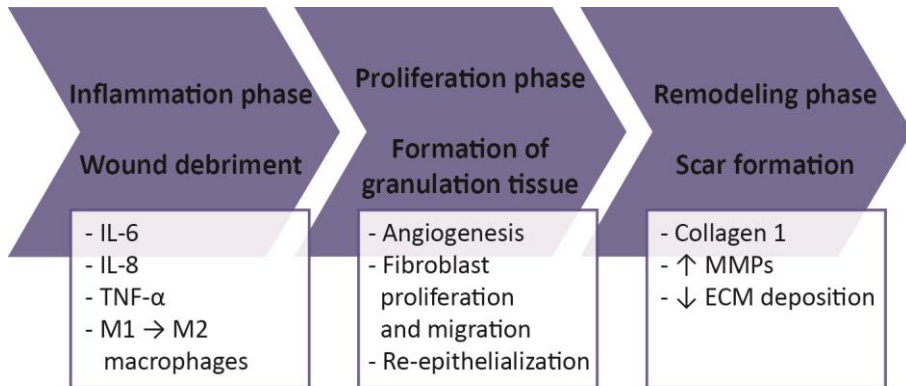 Inflammation phase
Wound debriment
- IL-6
- IL-8
- TNF-α
- M1 → M2
macrophages
Proliferation phase
Formation of
granulation tissue
- Angiogenesis
- Fibroblast
proliferation
and migration
- Re-epithelialization
Remodeling phase
Scar formation
- Collagen 1
- ↑ MMPs
- ↓ ECM deposition